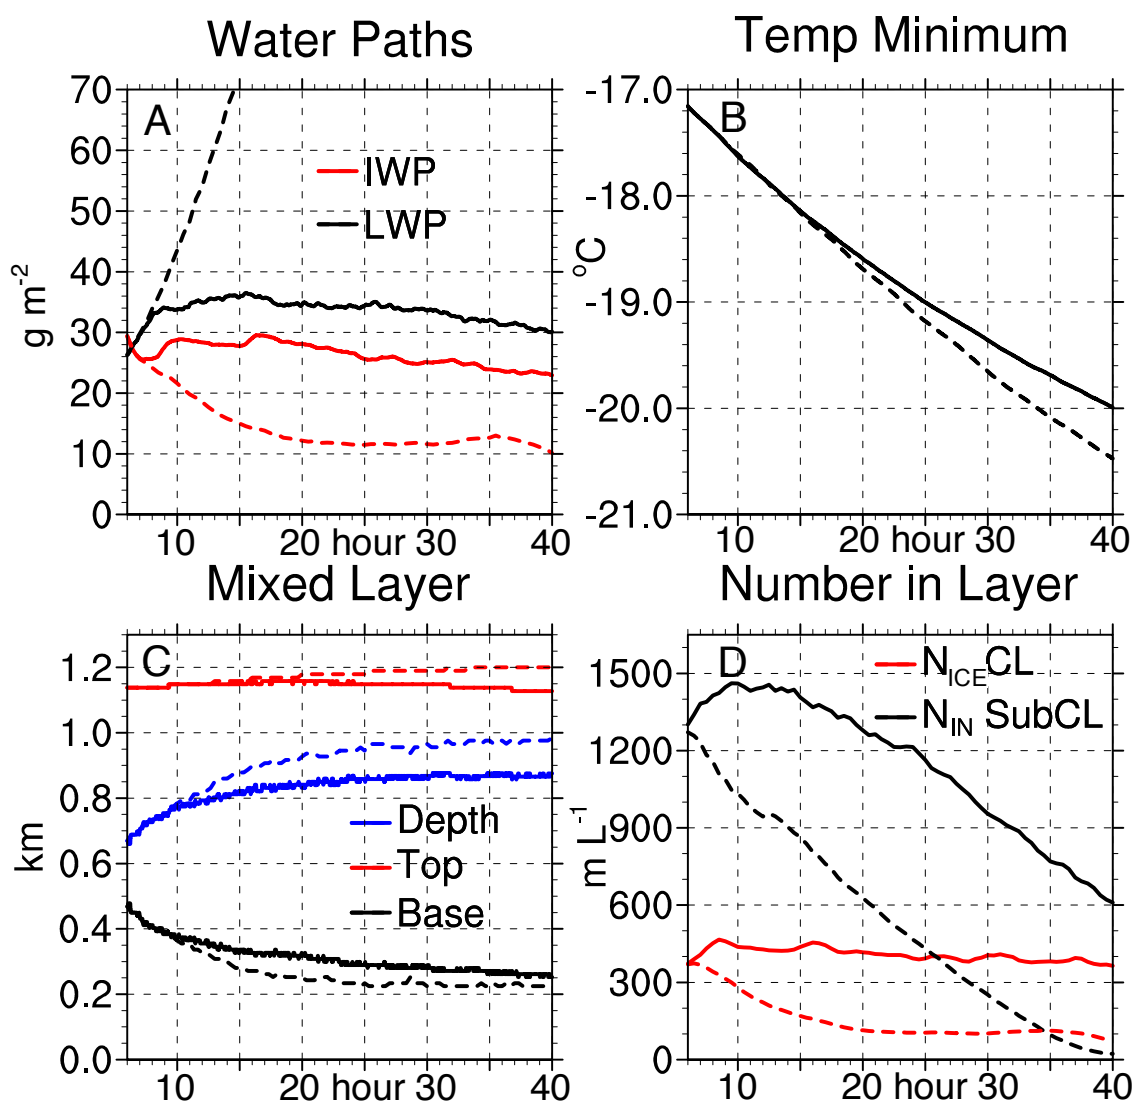 Water Paths
Temp Minimum
A
IWP
LWP
70
60
50
40
30
20
10
0
g m-2
10 20 hour 30 40
B
-17.0
-18.0
-19.0
-20.0
-21.0
oC
10 20 hour 30 40
Mixed Layer
Number in Layer
C
1.2
1.0
0.8
0.6
0.4
0.2
0.0
km
Depth
Top
Base
10 20 hour 30 40
D
NICECL
NIN SubCL
1500
1200
900
600
300
0
m L-1
10 20 hour 30 40